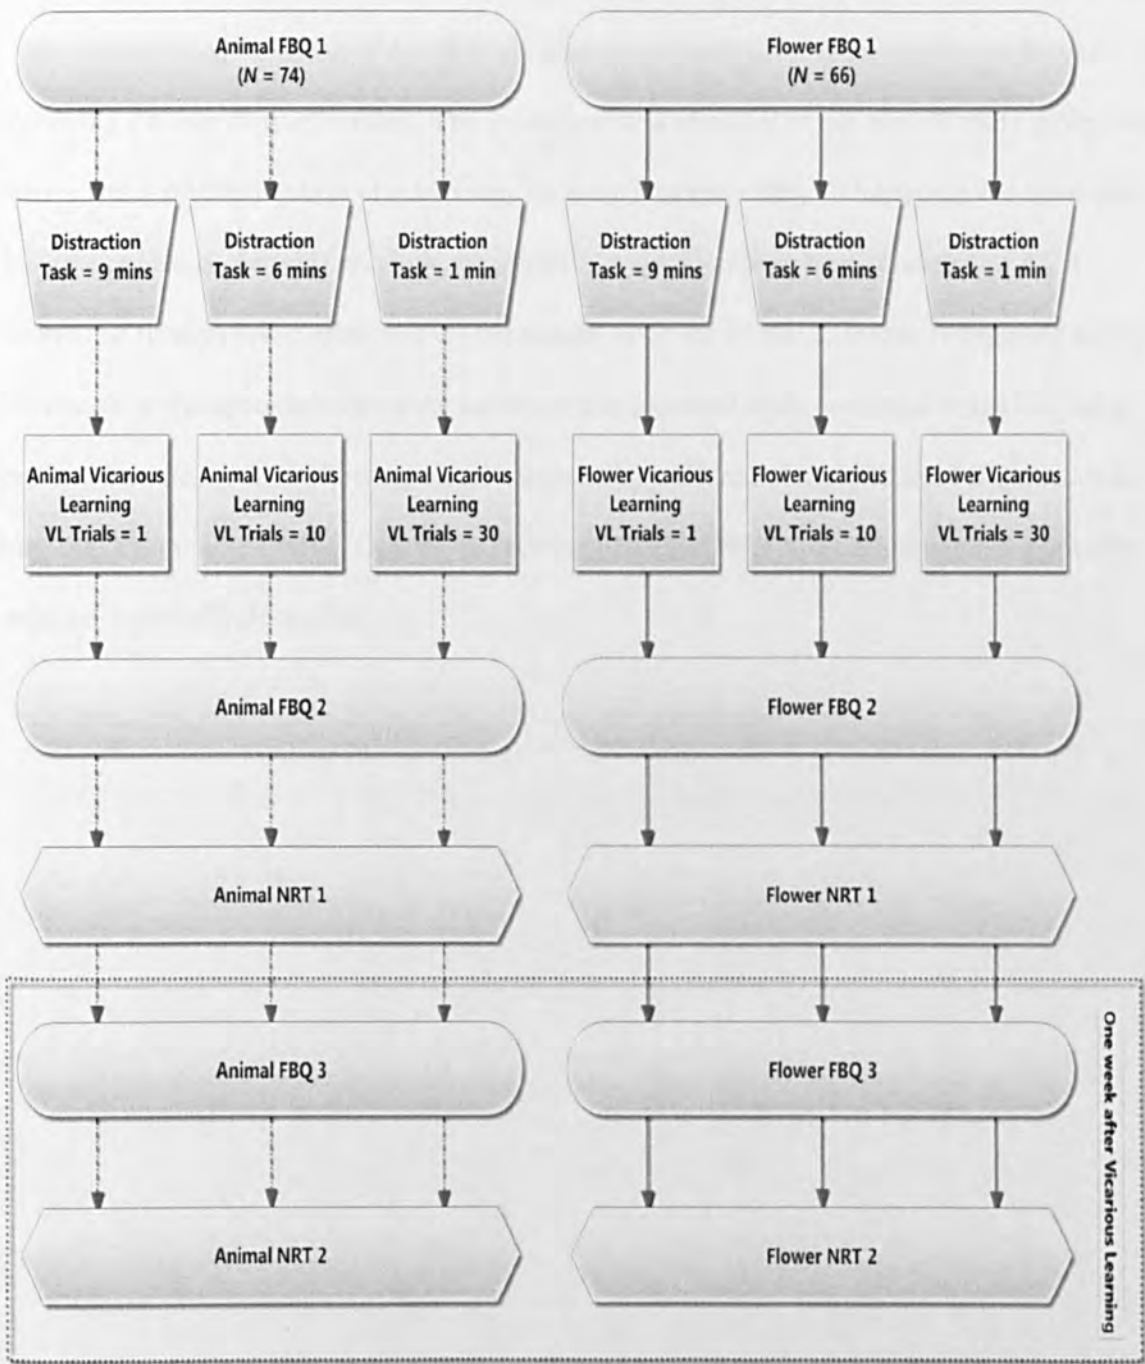 Animal FBQ 1
(N = 74)
Flower FBQ 1
(N = 66)
Distraction
Task = 9 mins
Distraction
Task = 6 mins
Distraction
Task = 1 min
Distraction
Task = 9 mins
Distraction
Task = 6 mins
Distraction
Task = 1 min
Animal Vicarious
Learning
VL Trials = 1
Animal Vicarious
Learning
VL Trials = 10
Animal Vicarious
Learning
VL Trials = 30
Flower Vicarious
Learning
VL Trials = 1
Flower Vicarious
Learning
VL Trials = 10
Flower Vicarious
Learning
VL Trials = 30
Animal FBQ 2
Flower FBQ 2
Animal NRT 1
Flower NRT 1
Animal FBQ 3
Flower FBQ 3
One week after Vicarious Learning
Animal NRT 2
Flower NRT 2